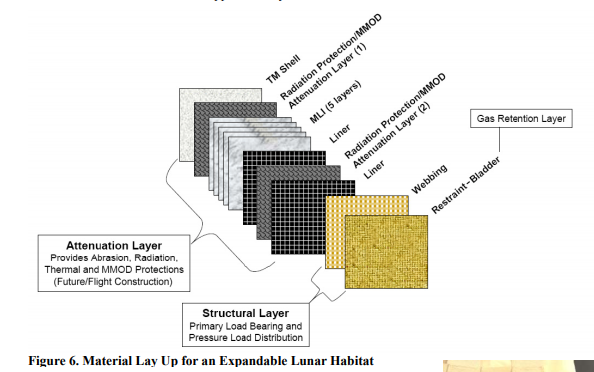 TM Shell
Radiation Protection/MMOD
Attenuation Layer (1)
MLI (5 layers)
Liner
Radiation Protection/MMOD
Attenuation Layer (2)
Liner
Webbing
Restraint-Bladder
Gas Retention Layer
Attenuation Layer
Provides Abrasion, Radiation,
Thermal and MMOD Protections
(Future/Flight Construction)
Structural Layer
Primary Load Bearing and
Pressure Load Distribution
Figure 6. Material Lay Up for an Expandable Lunar Habitat